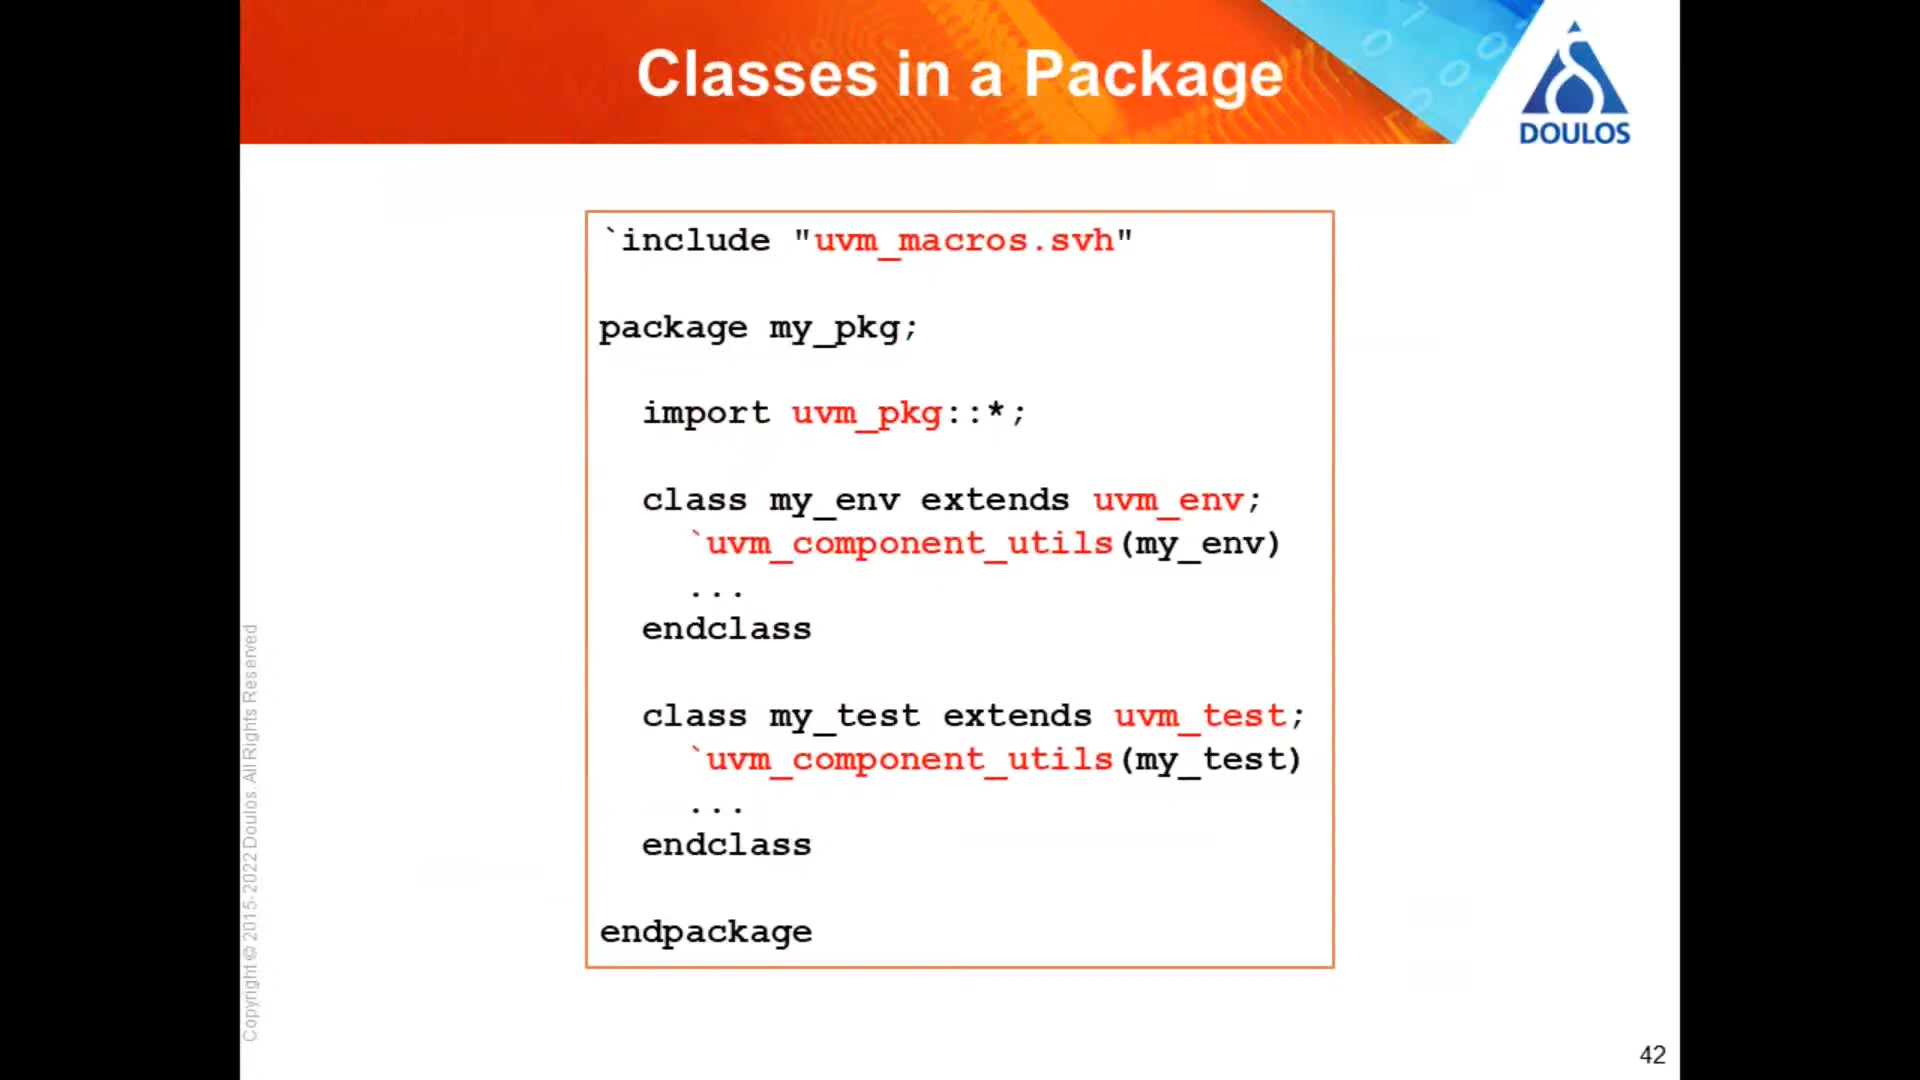 Classes in a Package
DOULOS
`include "uvm_macros.svh"
package my_pkg;
import uvm_pkg::*;
class my_env extends uvm_env;
`uvm_component_utils(my_env)
...
endclass
class my_test extends uvm_test;
`uvm_component_utils(my_test)
...
endclass
endpackage
Copyright © 2015-2022 Doulos. All Rights Reserved
42